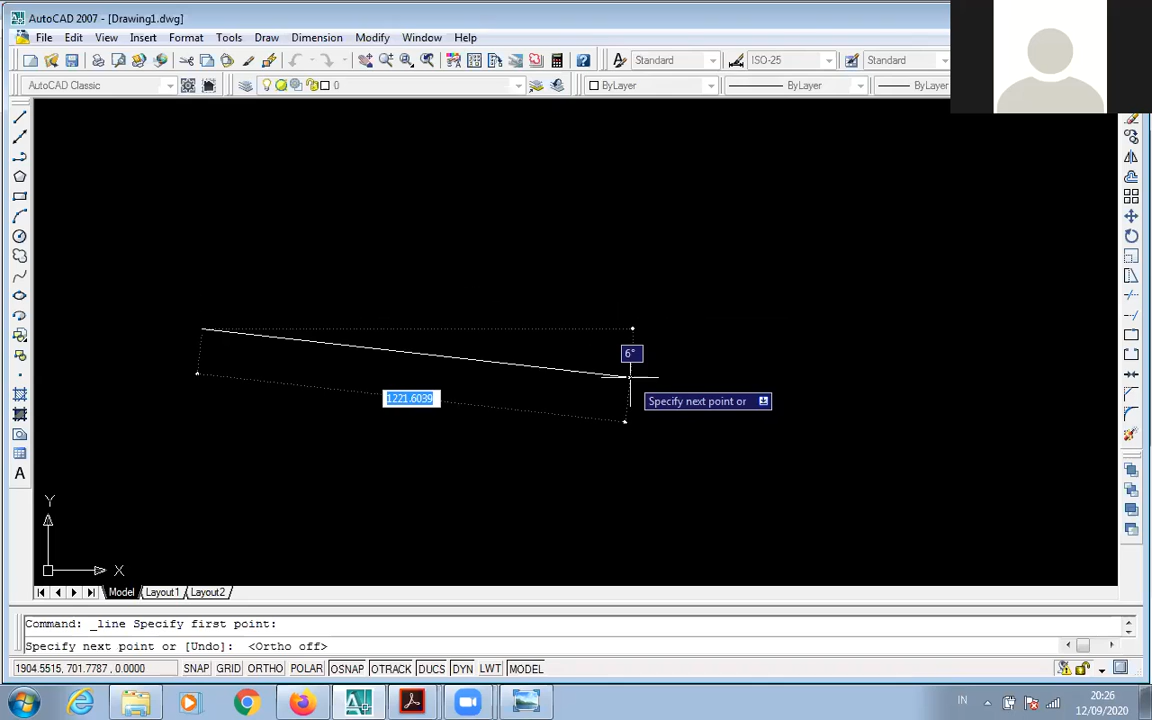 AutoCAD 2007 - [Drawing1.dwg]
File Edit View Insert Format Tools Draw Dimension Modify Window Help
Standard ISO-25 Standard
AutoCAD Classic 0 ByLayer ByLayer ByLayer
6°
1221.6039
Specify next point or
Y
X
A
Model Layout1 Layout2
Command: _line Specify first point:
Specify next point or [Undo]: <Ortho off>
1904.5515, 701.7787, 0.0000 SNAP GRID ORTHO POLAR OSNAP OTRACK DUCS DYN LWT MODEL
IN 20:26
12/09/2020